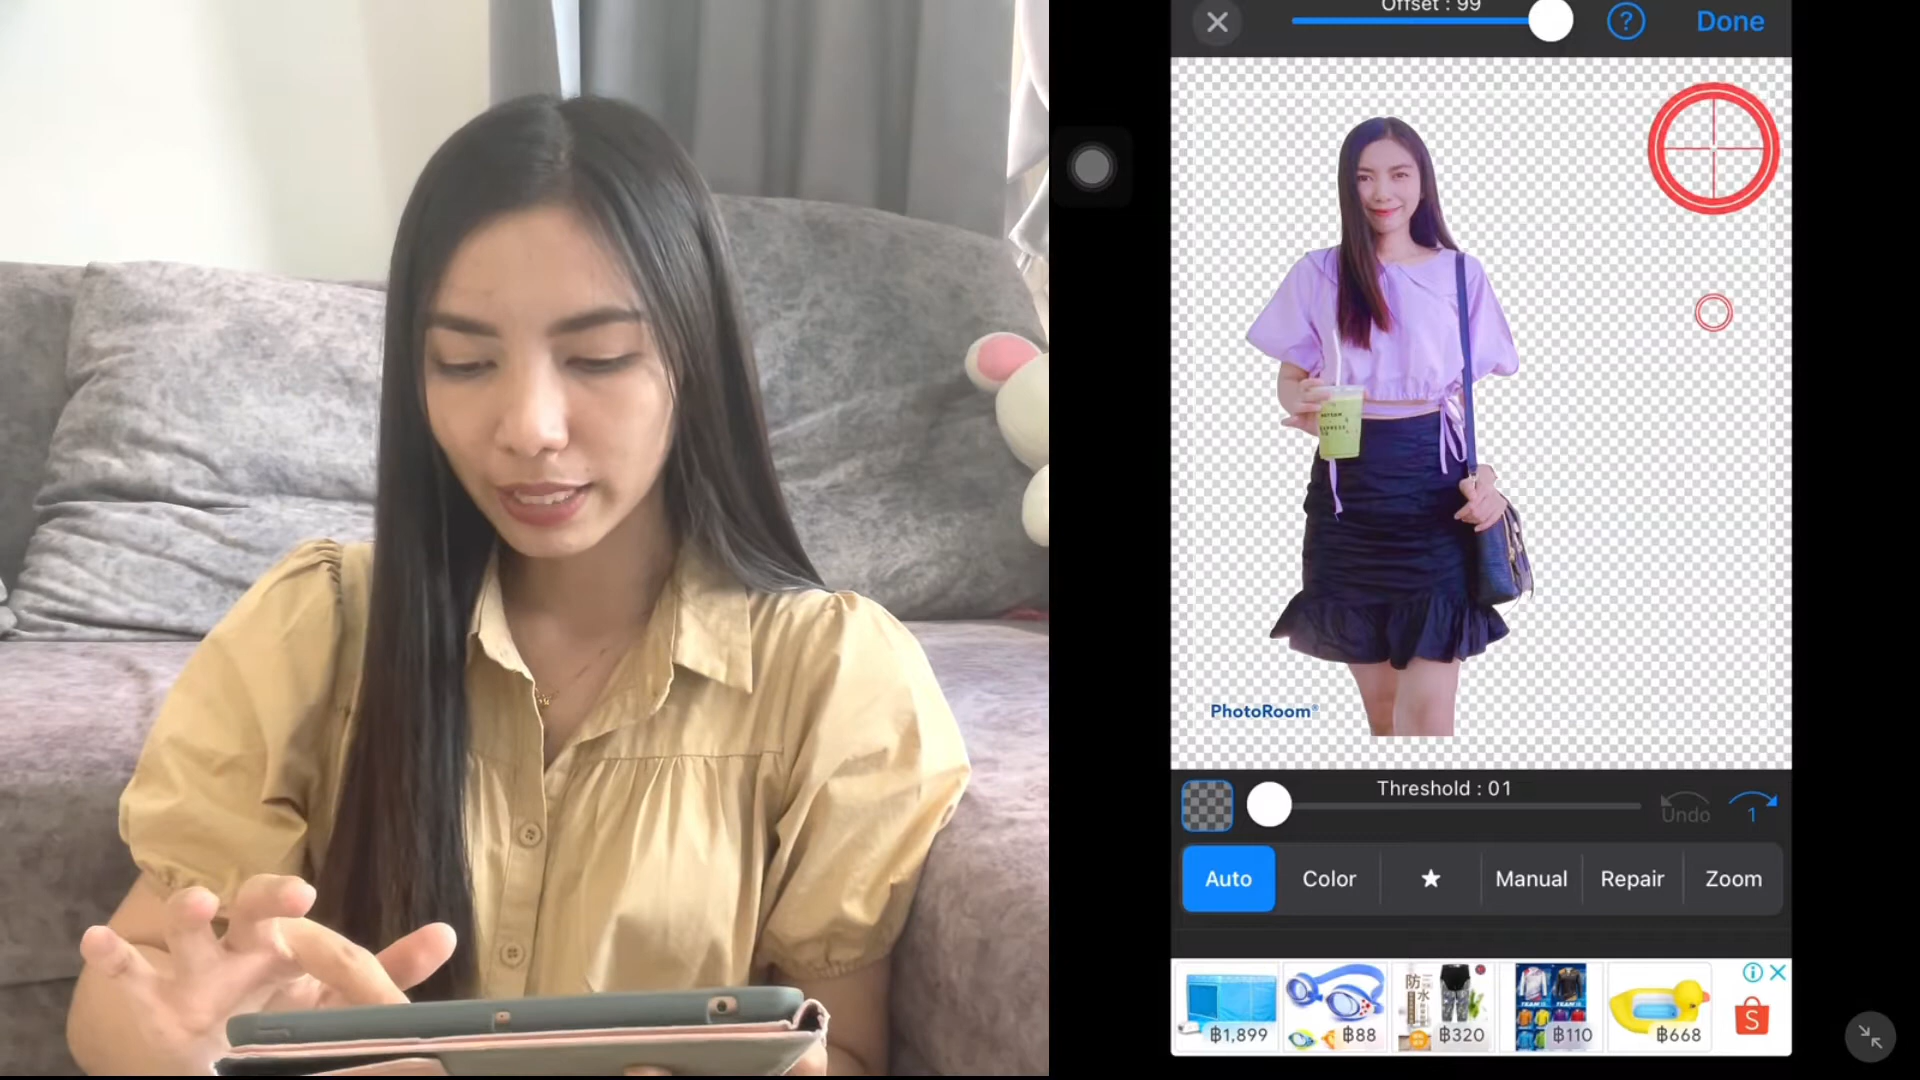 Offset : 99
?
Done
PhotoRoom®
Threshold : 01
Undo
1
Auto
Color
★
Manual
Repair
Zoom
฿1,899
฿88
防水
฿320
฿110
฿668
S